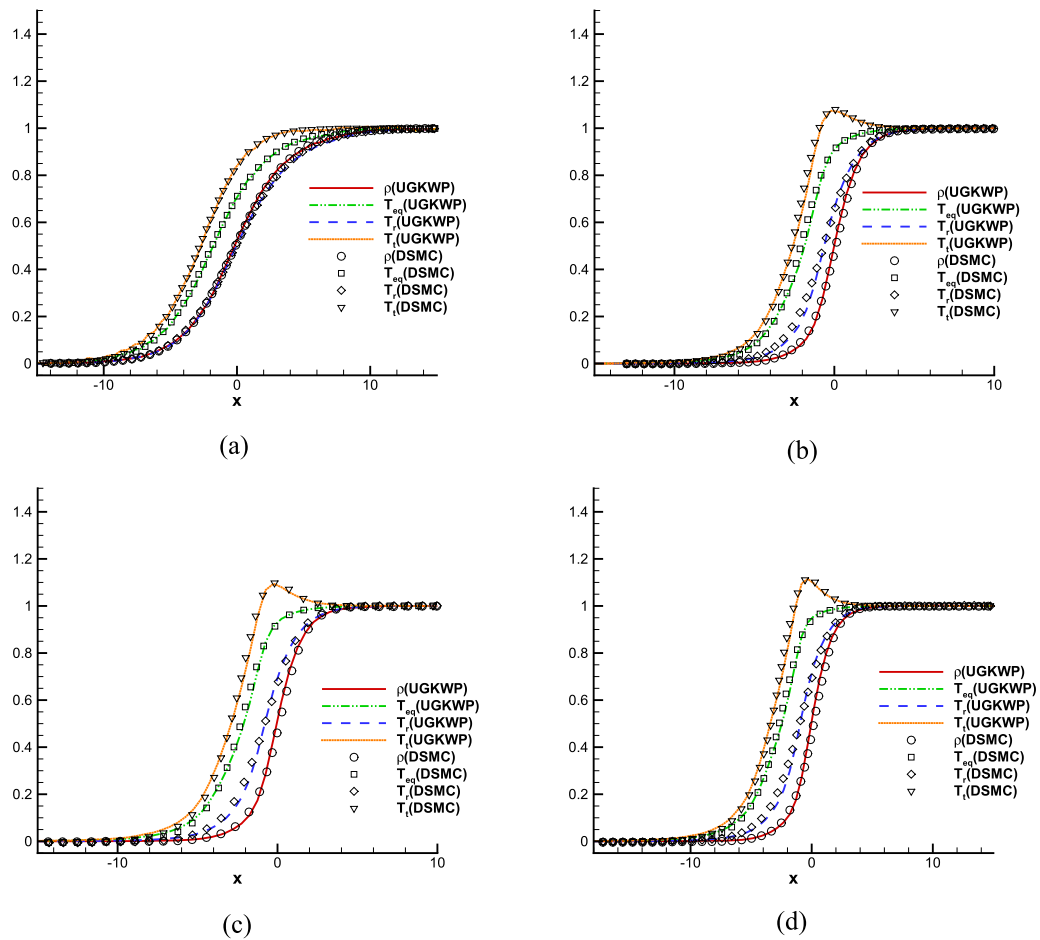 1.4
1.2
1
0.8
0.6
0.4
0.2
0
-10
0
10
x
ρ(UGKWP)
Teq(UGKWP)
Tr(UGKWP)
Tt(UGKWP)
ρ(DSMC)
Teq(DSMC)
Tr(DSMC)
Tt(DSMC)
(a)
1.4
1.2
1
0.8
0.6
0.4
0.2
0
-10
0
10
x
ρ(UGKWP)
Teq(UGKWP)
Tr(UGKWP)
Tt(UGKWP)
ρ(DSMC)
Teq(DSMC)
Tr(DSMC)
Tt(DSMC)
(b)
1.4
1.2
1
0.8
0.6
0.4
0.2
0
-10
0
10
x
ρ(UGKWP)
Teq(UGKWP)
Tr(UGKWP)
Tt(UGKWP)
ρ(DSMC)
Teq(DSMC)
Tr(DSMC)
Tt(DSMC)
(c)
1.4
1.2
1
0.8
0.6
0.4
0.2
0
-10
0
10
x
ρ(UGKWP)
Teq(UGKWP)
Tr(UGKWP)
Tt(UGKWP)
ρ(DSMC)
Teq(DSMC)
Tr(DSMC)
Tt(DSMC)
(d)